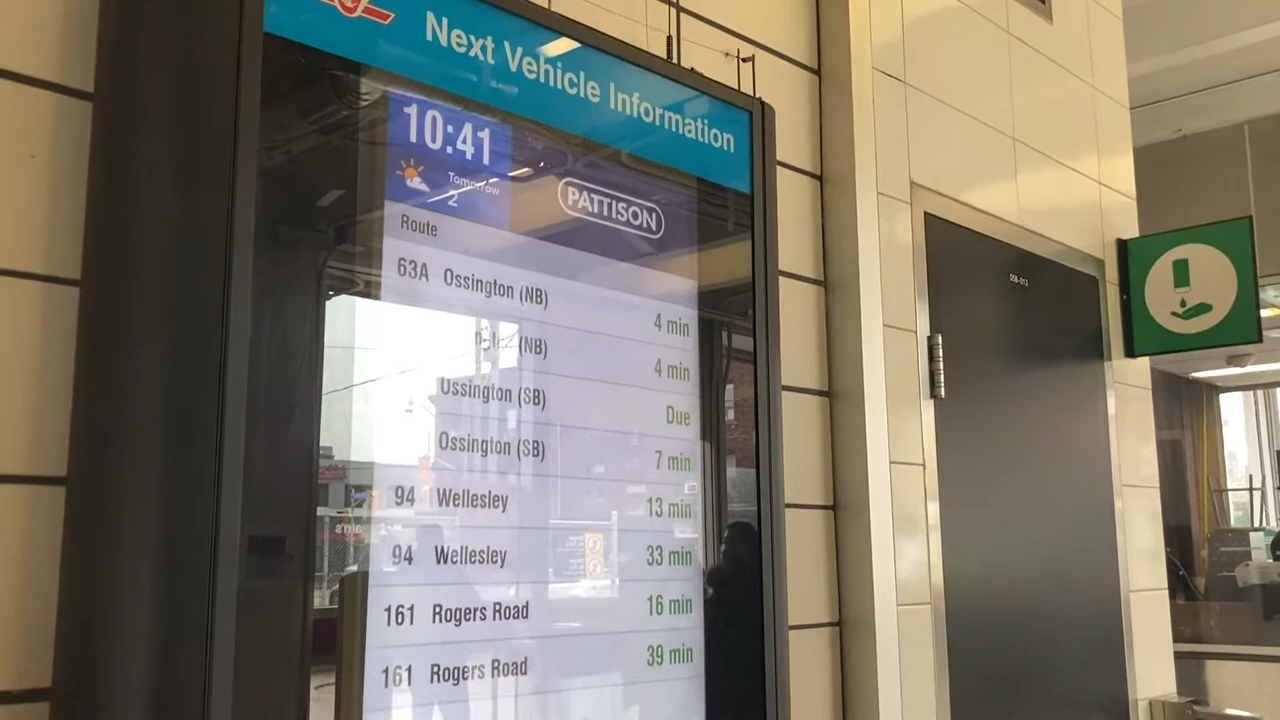 Next Vehicle Information
10:41
Tomorrow
2
PATTISON
Route
63A Ossington (NB) 4 min
(NB) 4 min
Ossington (SB) Due
Ossington (SB) 7 min
94 Wellesley 13 min
94 Wellesley 33 min
161 Rogers Road 16 min
161 Rogers Road 39 min